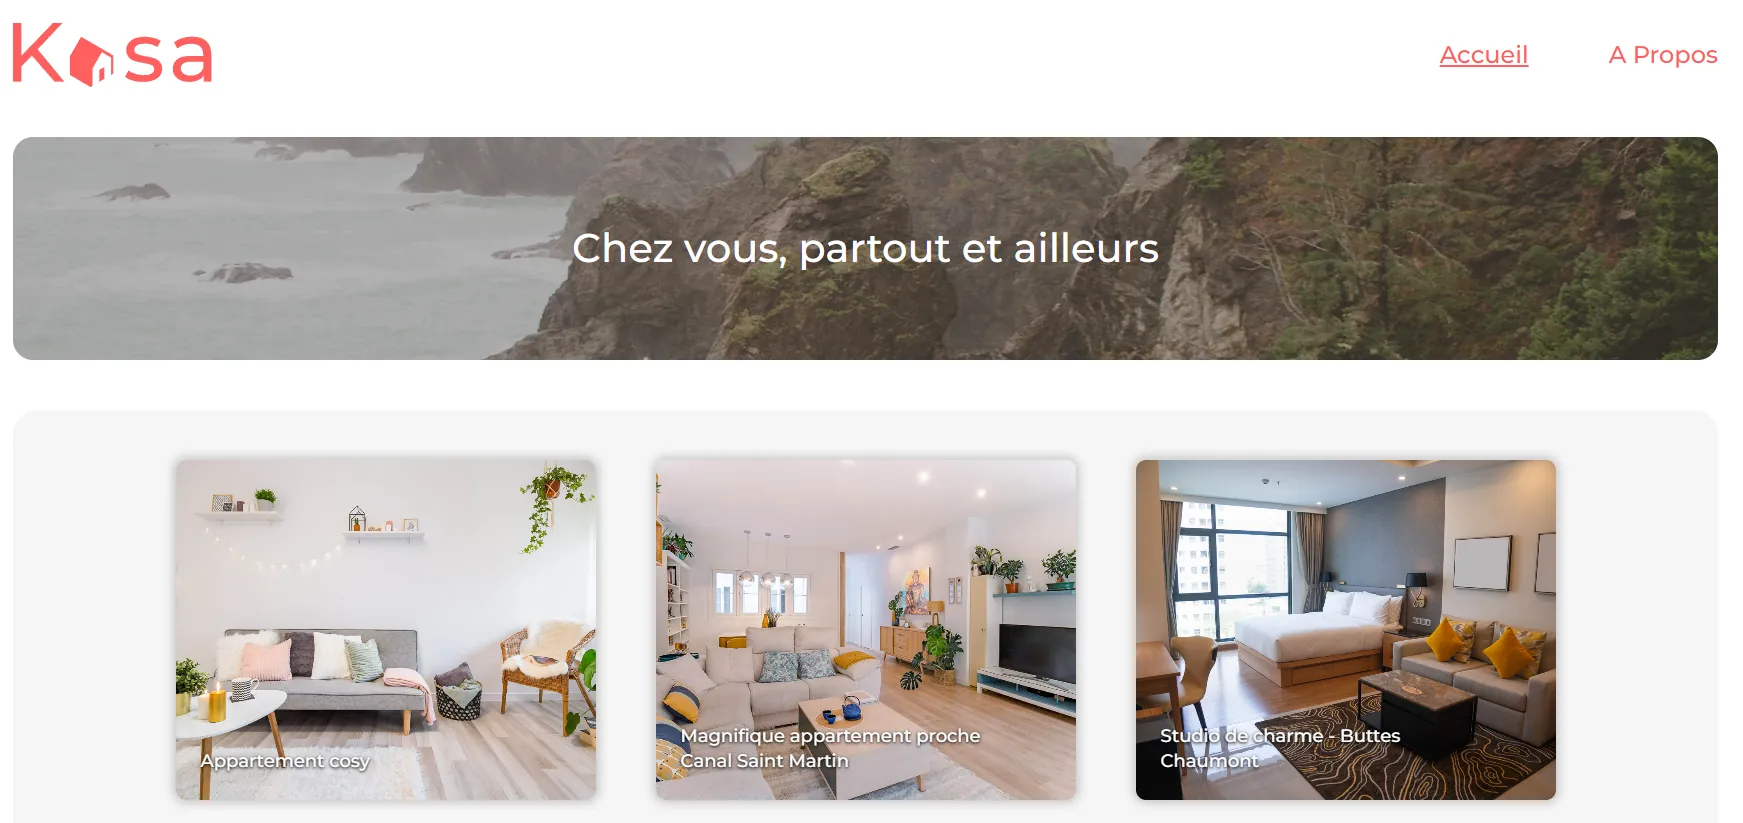 Kasa
Accueil
A Propos
Chez vous, partout et ailleurs
Appartement cosy
Magnifique appartement proche
Canal Saint Martin
Studio de charme - Buttes
Chaumont